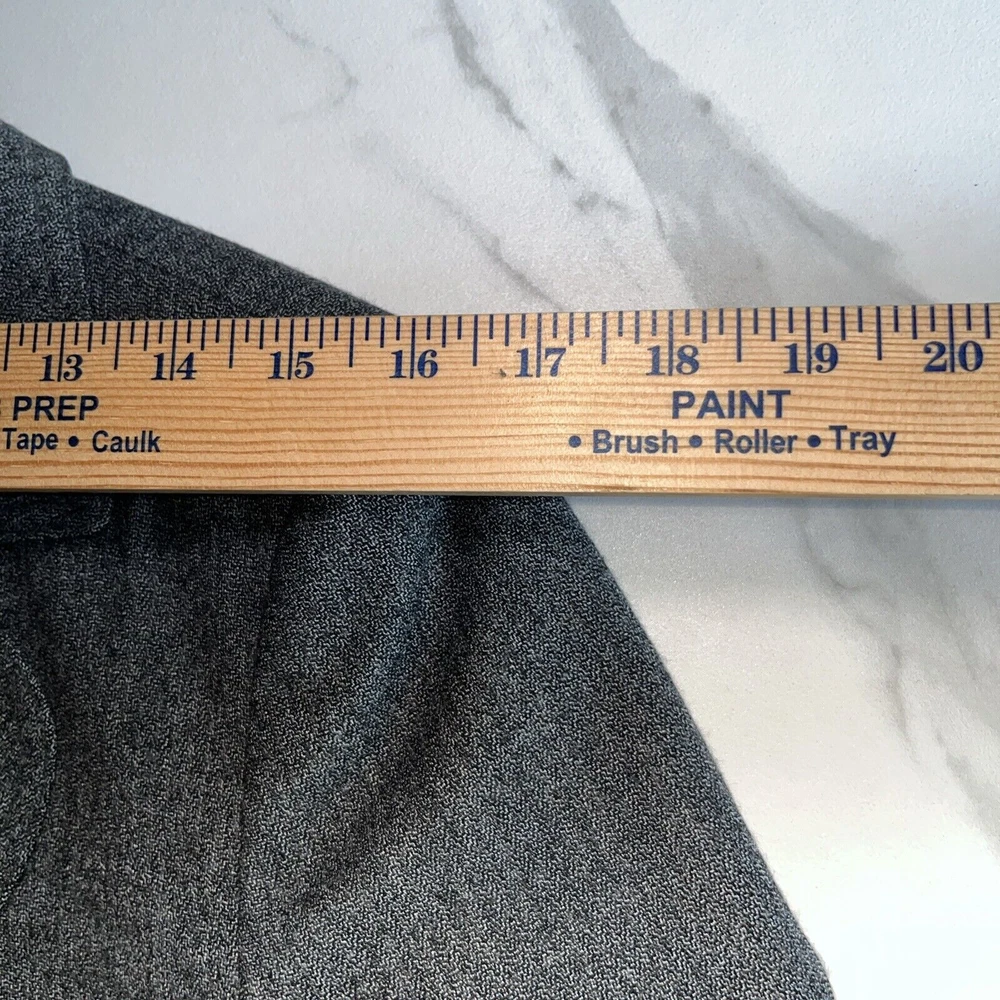 13 14 15 16 17 18 19 20
PREP PAINT
Tape • Caulk • Brush • Roller • Tray